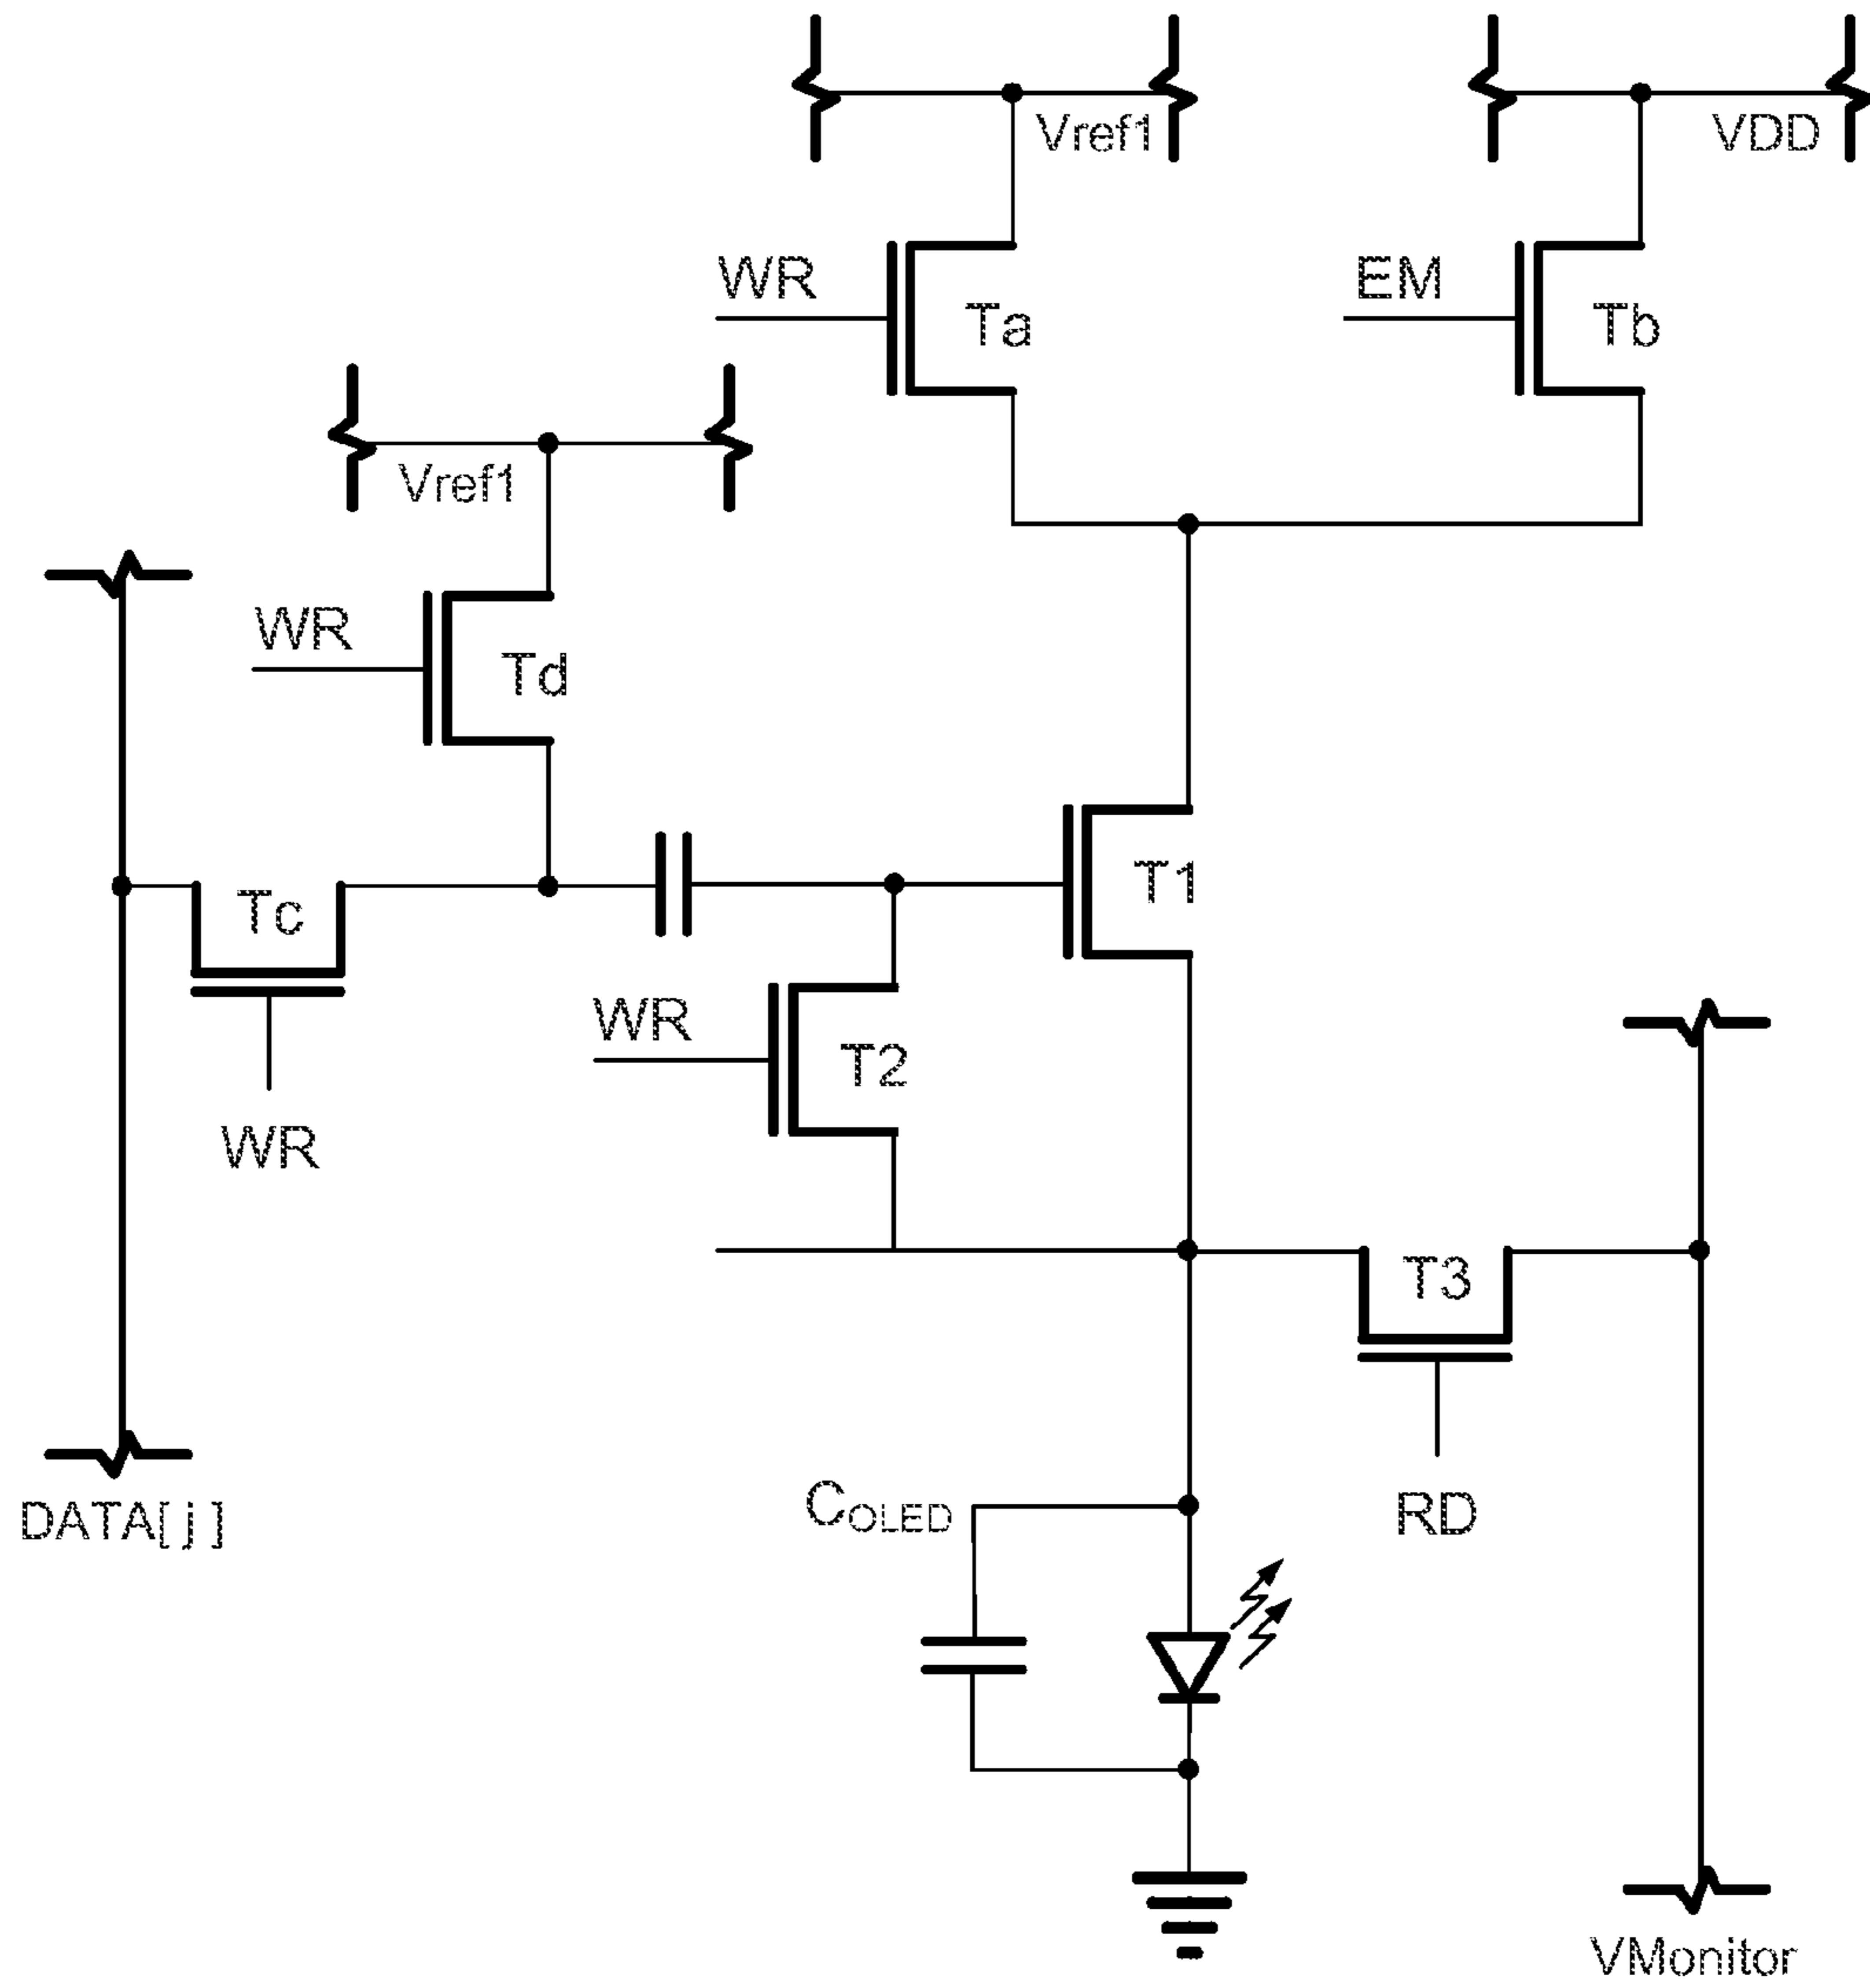 Vref1
VDD
WR
Ta
EM
Tb
Vref1
WR
Td
Tc
WR
T1
WR
T2
T3
RD
DATA[ j ]
COLED
VMonitor